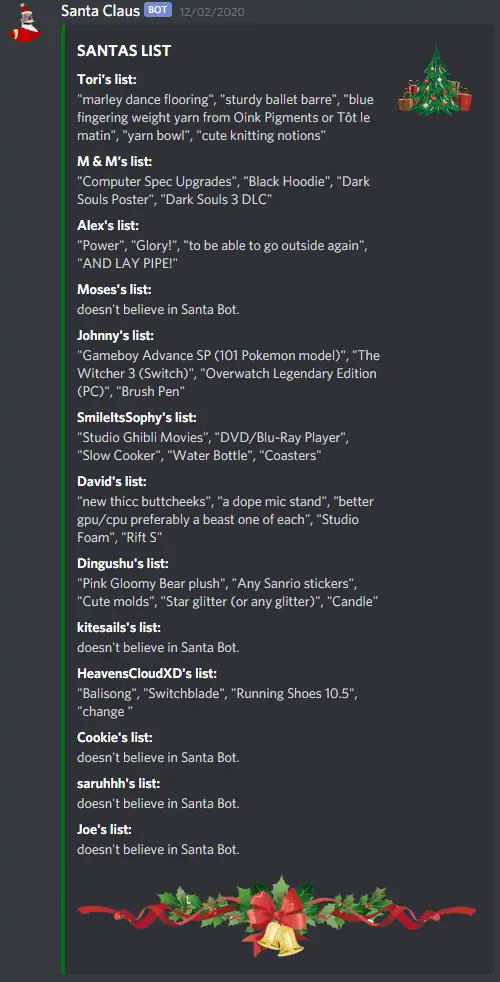 Santa Claus BOT 12/02/2020
SANTAS LIST
Tori's list:
"marley dance flooring", "sturdy ballet barre", "blue
fingering weight yarn from Oink Pigments or Tôt le
matin", "yarn bowl", "cute knitting notions"
M & M's list:
"Computer Spec Upgrades", "Black Hoodie", "Dark
Souls Poster", "Dark Souls 3 DLC"
Alex's list:
"Power", "Glory!", "to be able to go outside again",
"AND LAY PIPE!"
Moses's list:
doesn't believe in Santa Bot.
Johnny's list:
"Gameboy Advance SP (101 Pokemon model)", "The
Witcher 3 (Switch)", "Overwatch Legendary Edition
(PC)", "Brush Pen"
SmileItsSophy's list:
"Studio Ghibli Movies", "DVD/Blu-Ray Player",
"Slow Cooker", "Water Bottle", "Coasters"
David's list:
"new thicc buttcheeks", "a dope mic stand", "better
gpu/cpu preferably a beast one of each", "Studio
Foam", "Rift S"
Dingushu's list:
"Pink Gloomy Bear plush", "Any Sanrio stickers",
"Cute molds", "Star glitter (or any glitter)", "Candle"
kitesails's list:
doesn't believe in Santa Bot.
HeavensCloudXD's list:
"Balisong", "Switchblade", "Running Shoes 10.5",
"change "
Cookie's list:
doesn't believe in Santa Bot.
saruhhh's list:
doesn't believe in Santa Bot.
Joe's list:
doesn't believe in Santa Bot.